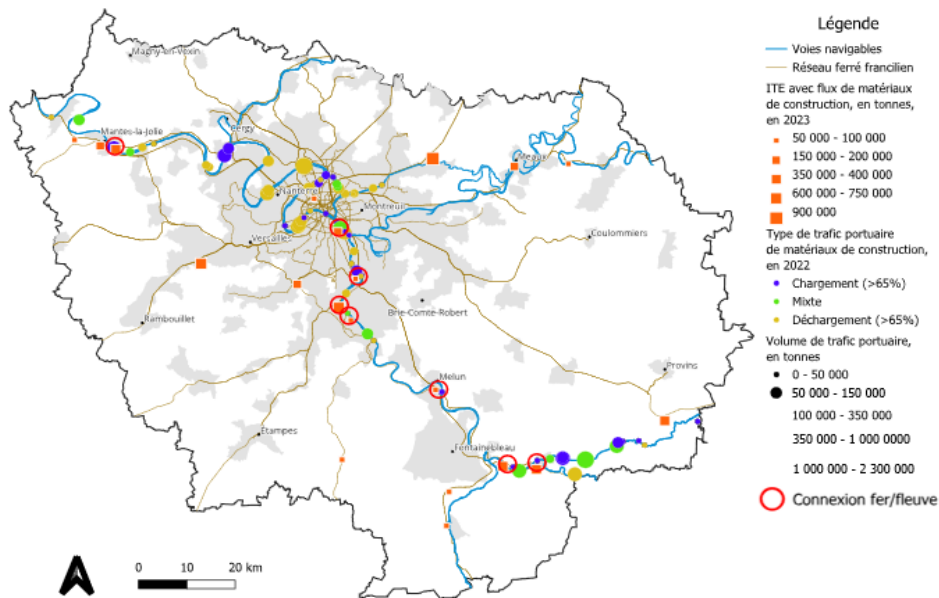 Magny-en-Vexin
Mantes-la-Jolie
Cergy
Meaux
Nanterre
Montreuil
Versailles
Coulommiers
Rambouillet
Brie-Comte-Robert
Provins
Melun
Étampes
Fontainebleau
0 10 20 km
Légende
Voies navigables
Réseau ferré francilien
ITE avec flux de matériaux
de construction, en tonnes,
en 2023
50 000 - 100 000
150 000 - 200 000
350 000 - 400 000
600 000 - 750 000
900 000
Type de trafic portuaire
de matériaux de construction,
en 2022
Chargement (>65%)
Mixte
Déchargement (>65%)
Volume de trafic portuaire,
en tonnes
0 - 50 000
50 000 - 150 000
100 000 - 350 000
350 000 - 1 000 0000
1 000 000 - 2 300 000
Connexion fer/fleuve